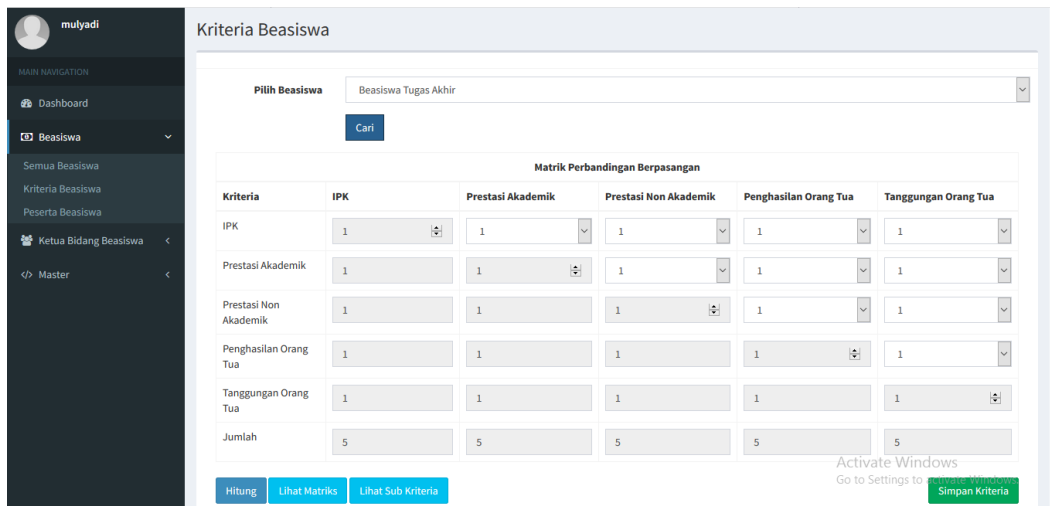 mulyadi
MAIN NAVIGATION
Dashboard
Beasiswa
Semua Beasiswa
Kriteria Beasiswa
Peserta Beasiswa
Ketua Bidang Beasiswa
Master
Kriteria Beasiswa
Pilih Beasiswa Beasiswa Tugas Akhir
Cari
Matrik Perbandingan Berpasangan
Kriteria IPK Prestasi Akademik Prestasi Non Akademik Penghasilan Orang Tua Tanggungan Orang Tua
IPK 1 1 1 1 1
Prestasi Akademik 1 1 1 1 1
Prestasi Non
Akademik 1 1 1 1 1
Penghasilan Orang
Tua 1 1 1 1 1
Tanggungan Orang
Tua 1 1 1 1 1
Jumlah 5 5 5 5 5
Activate Windows
Go to Settings to activate Windows.
Hitung Lihat Matriks Lihat Sub Kriteria Simpan Kriteria